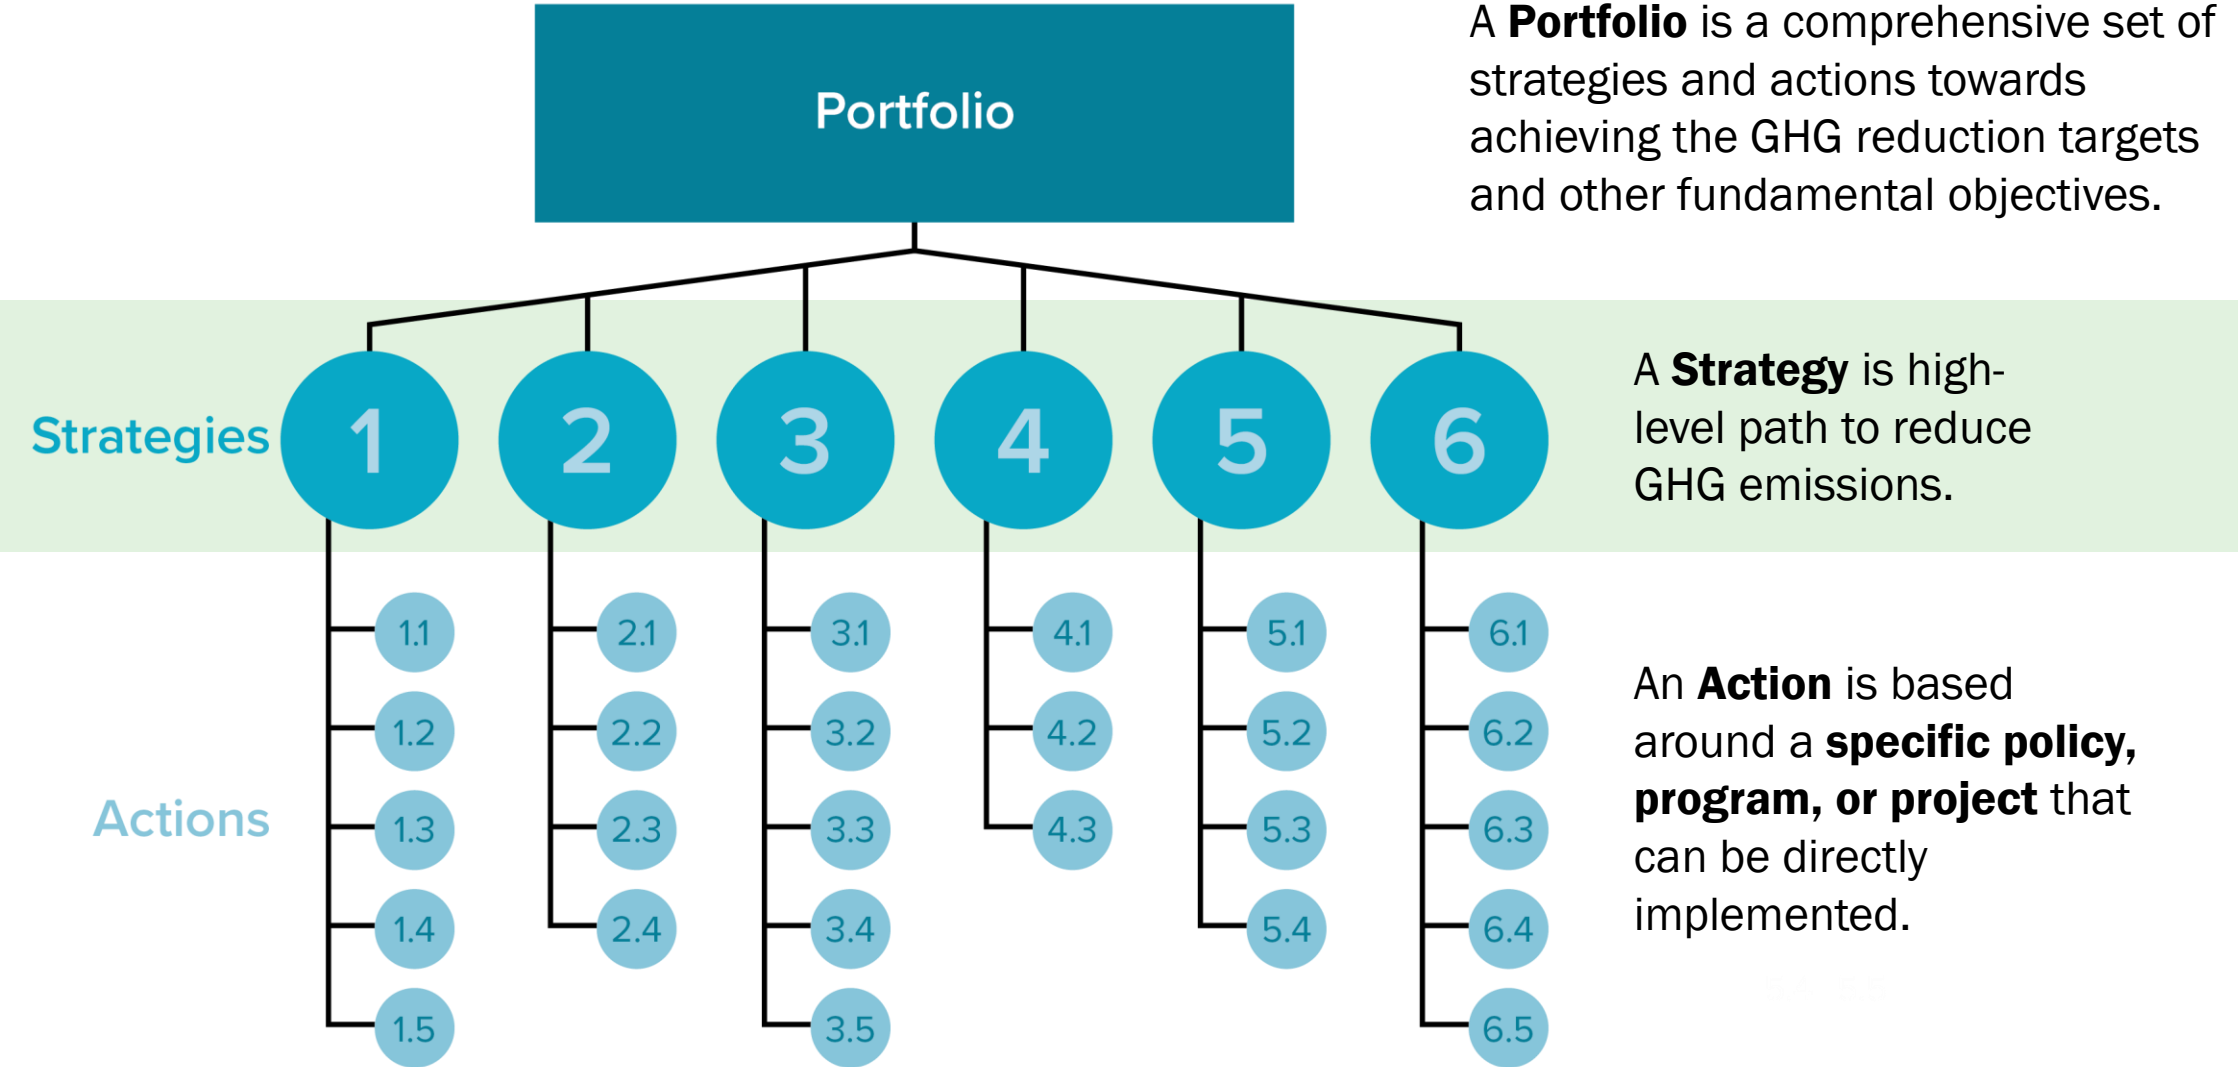 Portfolio
A Portfolio is a comprehensive set of
strategies and actions towards
achieving the GHG reduction targets
and other fundamental objectives.
Strategies
1
2
3
4
5
6
A Strategy is high-
level path to reduce
GHG emissions.
Actions
1.1
1.2
1.3
1.4
1.5
2.1
2.2
2.3
2.4
3.1
3.2
3.3
3.4
3.5
4.1
4.2
4.3
5.1
5.2
5.3
5.4
6.1
6.2
6.3
6.4
6.5
An Action is based
around a specific policy,
program, or project that
can be directly
implemented.